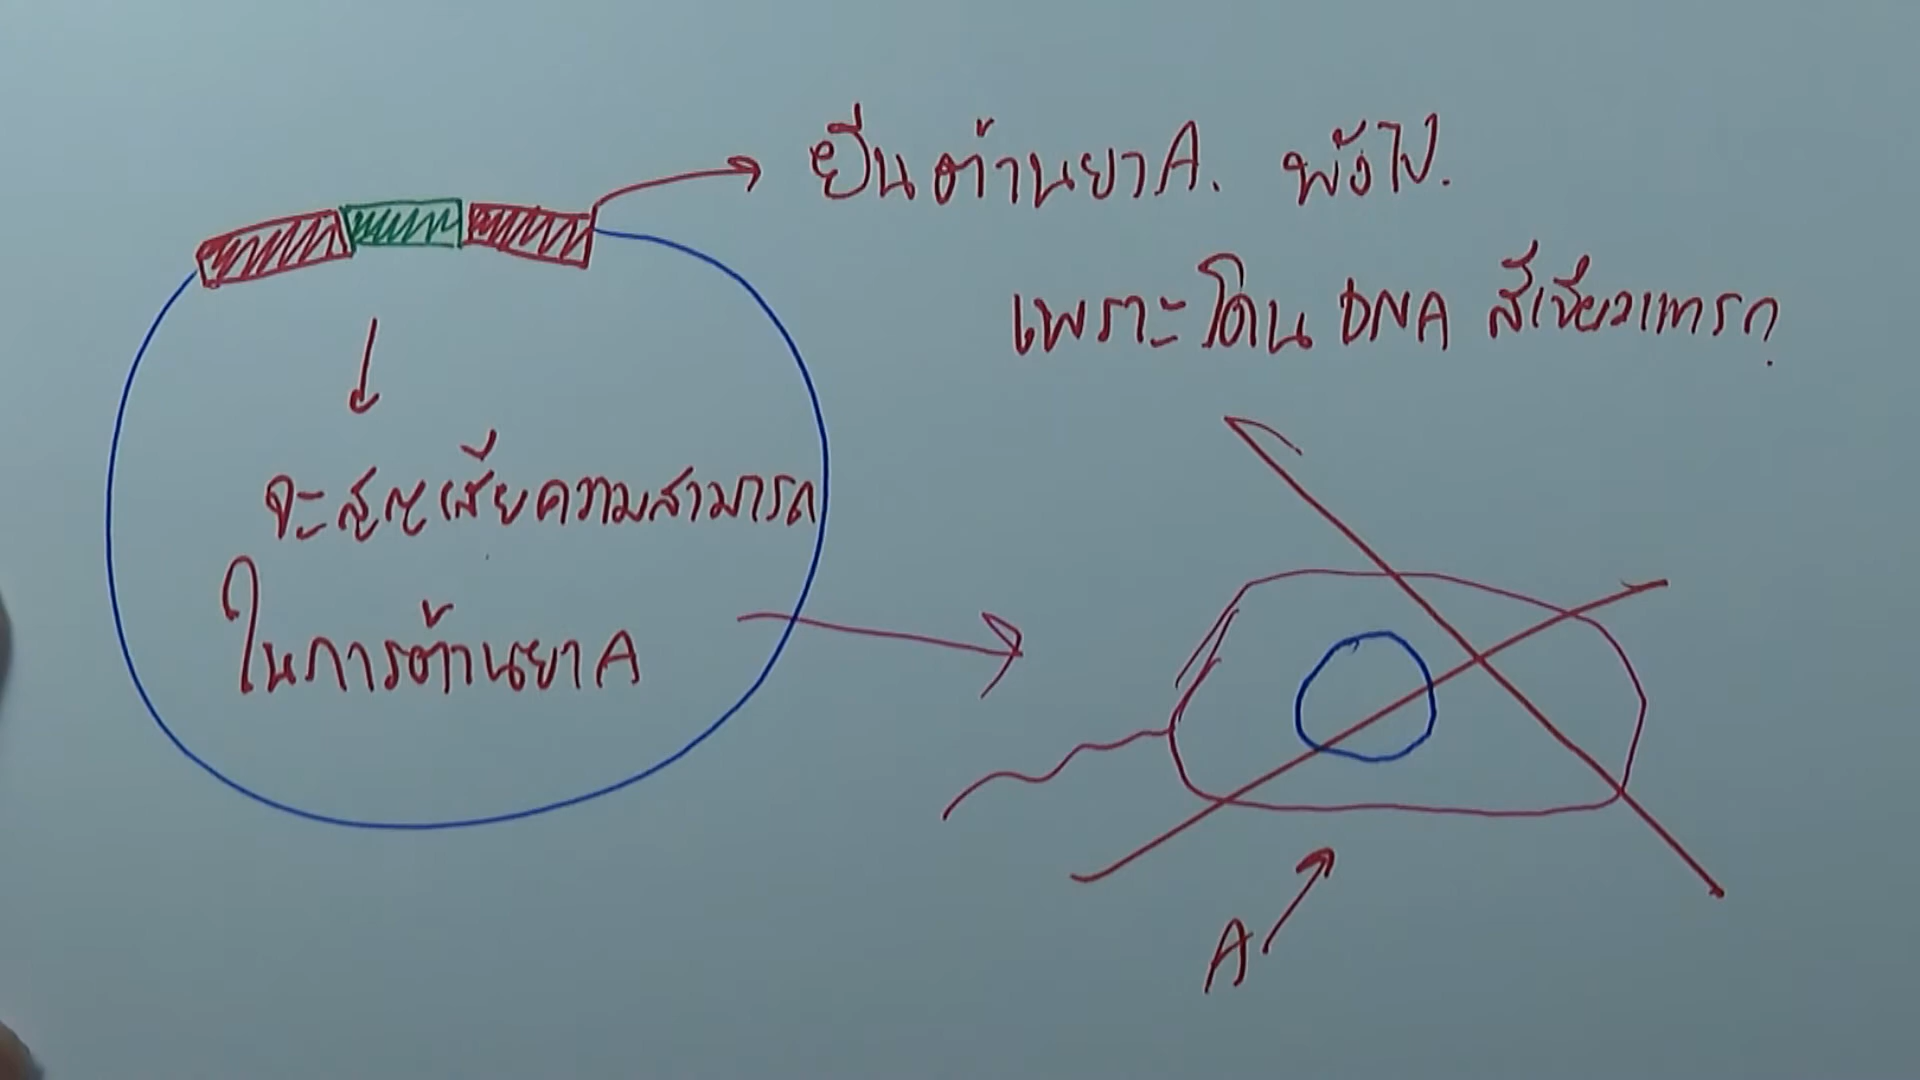 ยีนต้านยา A. พังไป.
เพราะโดน DNA สีเขียวแทรก.
จะสูญเสียความสามารถ
ในการต้านยา A
A